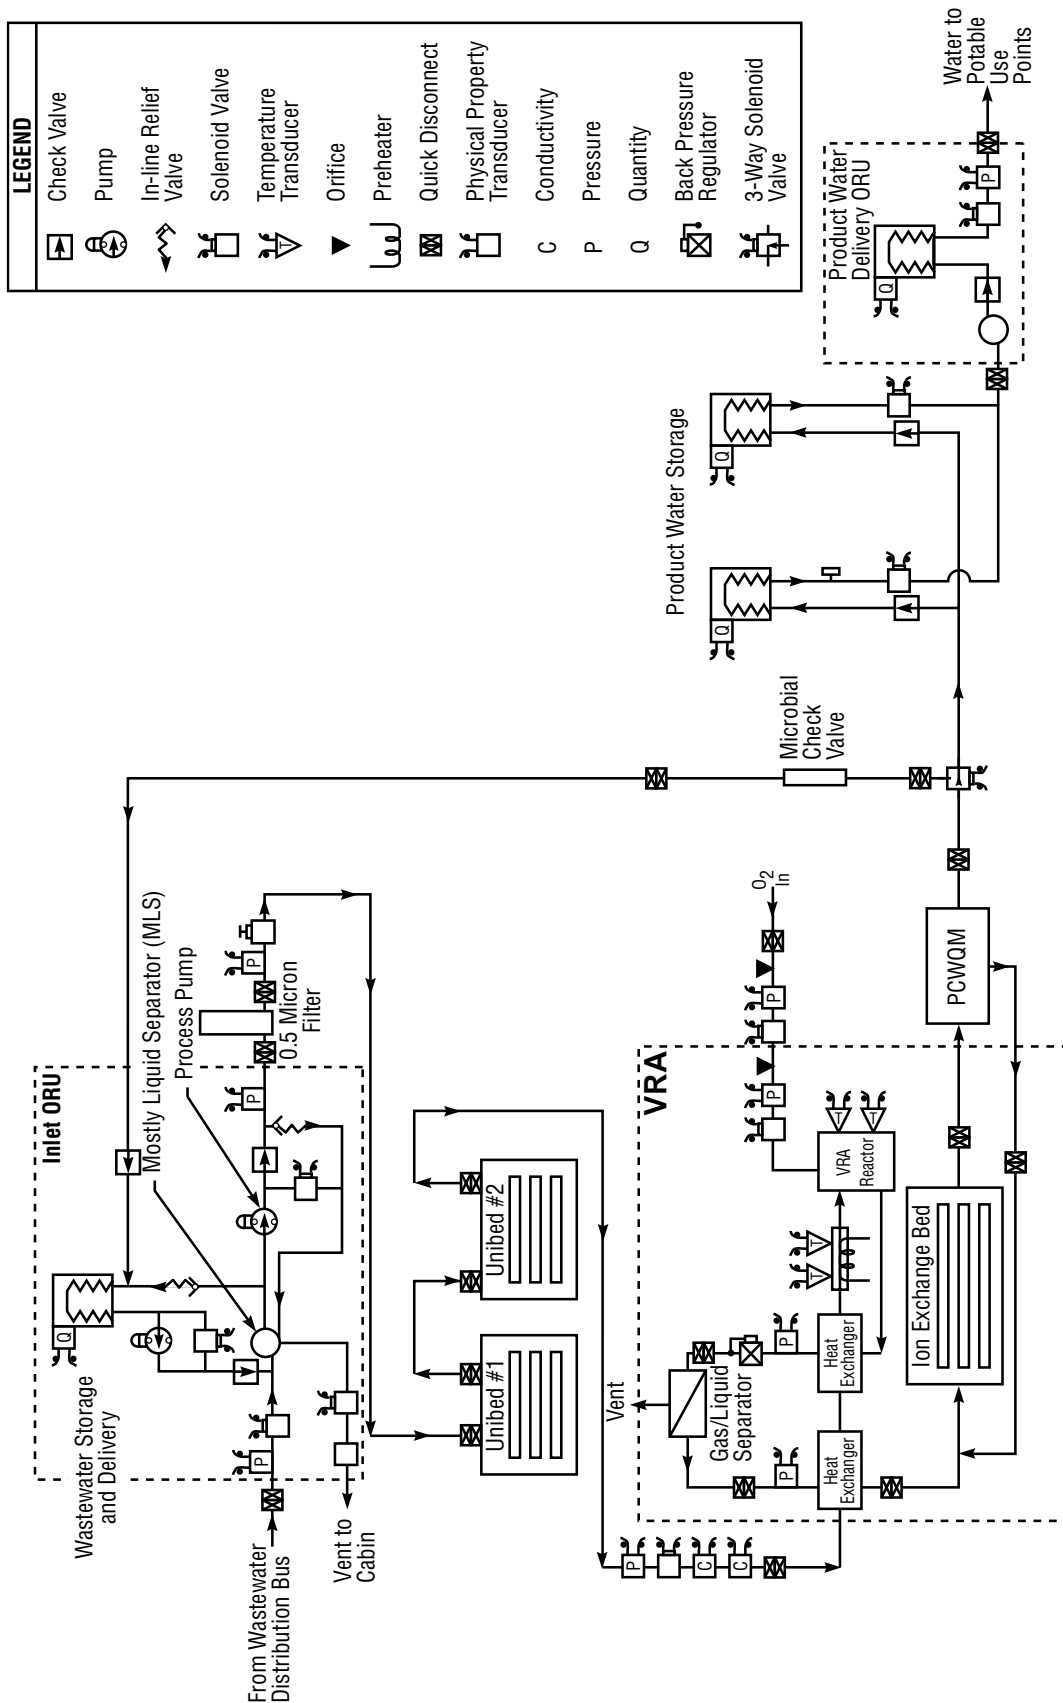 LEGEND
Check Valve
Pump
In-line Relief
Valve
Solenoid Valve
Temperature
Transducer
T
Orifice
Preheater
Quick Disconnect
Physical Property
Transducer
C
Conductivity
P
Pressure
Q
Quantity
Back Pressure
Regulator
3-Way Solenoid
Valve
Wastewater Storage
and Delivery
Inlet ORU
Q
Mostly Liquid Separator (MLS)
Process Pump
From Wastewater
Distribution Bus
P
Vent to
Cabin
P
0.5 Micron
Filter
P
Unibed #1
Unibed #2
P
C
C
VRA
Vent
Gas/Liquid
Separator
P
P
Heat
Exchanger
Heat
Exchanger
T
T
VRA
Reactor
T
T
P
P
O2
In
Ion Exchange Bed
PCWQM
Microbial
Check
Valve
Product Water Storage
Q
Q
Product Water
Delivery ORU
Q
P
Water to
Potable
Use
Points